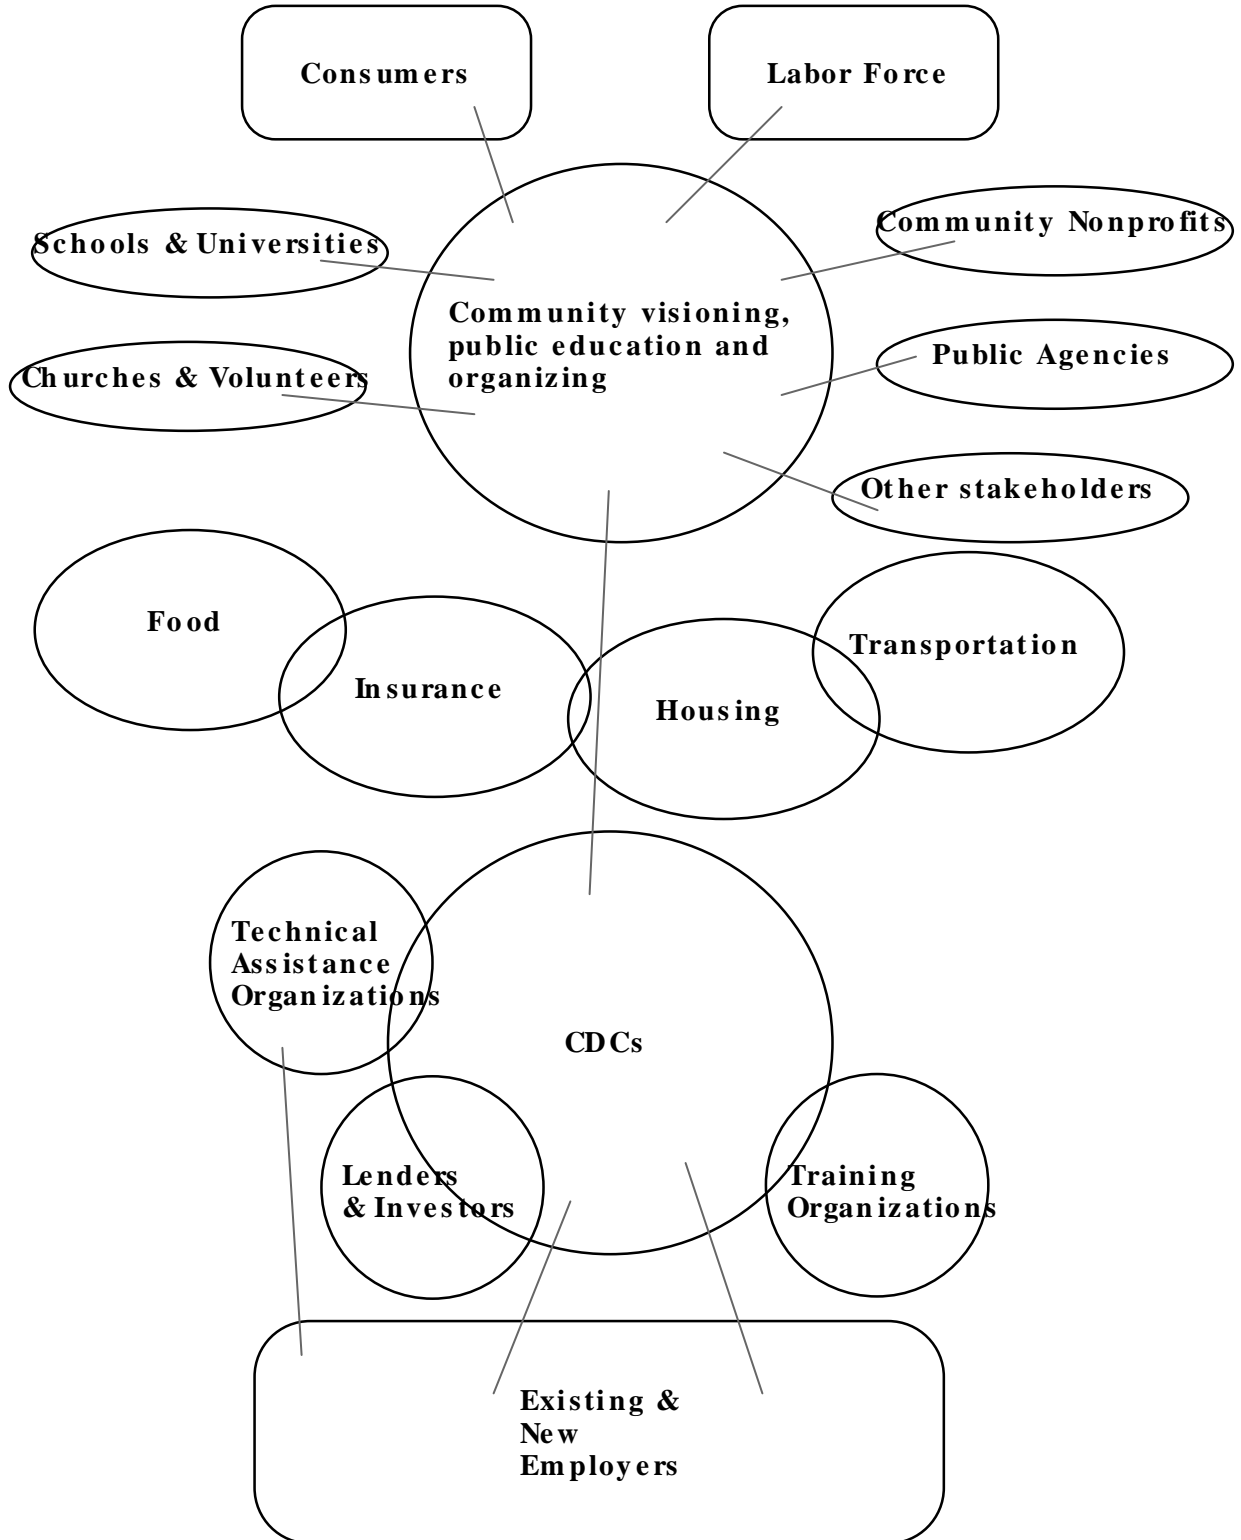 Consumers
Labor Force
Schools & Universities
Community Nonprofits
Community visioning,
public education and
organizing
Churches & Volunteers
Public Agencies
Other stakeholders
Food
Insurance
Housing
Transportation
Technical
Assistance
Organizations
CDCs
Lenders
& Investors
Training
Organizations
Existing &
New
Employers